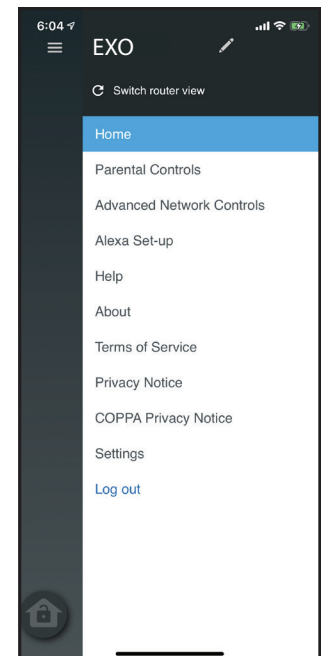 6:04
EXO
Switch router view
Home
Parental Controls
Advanced Network Controls
Alexa Set-up
Help
About
Terms of Service
Privacy Notice
COPPA Privacy Notice
Settings
Log out